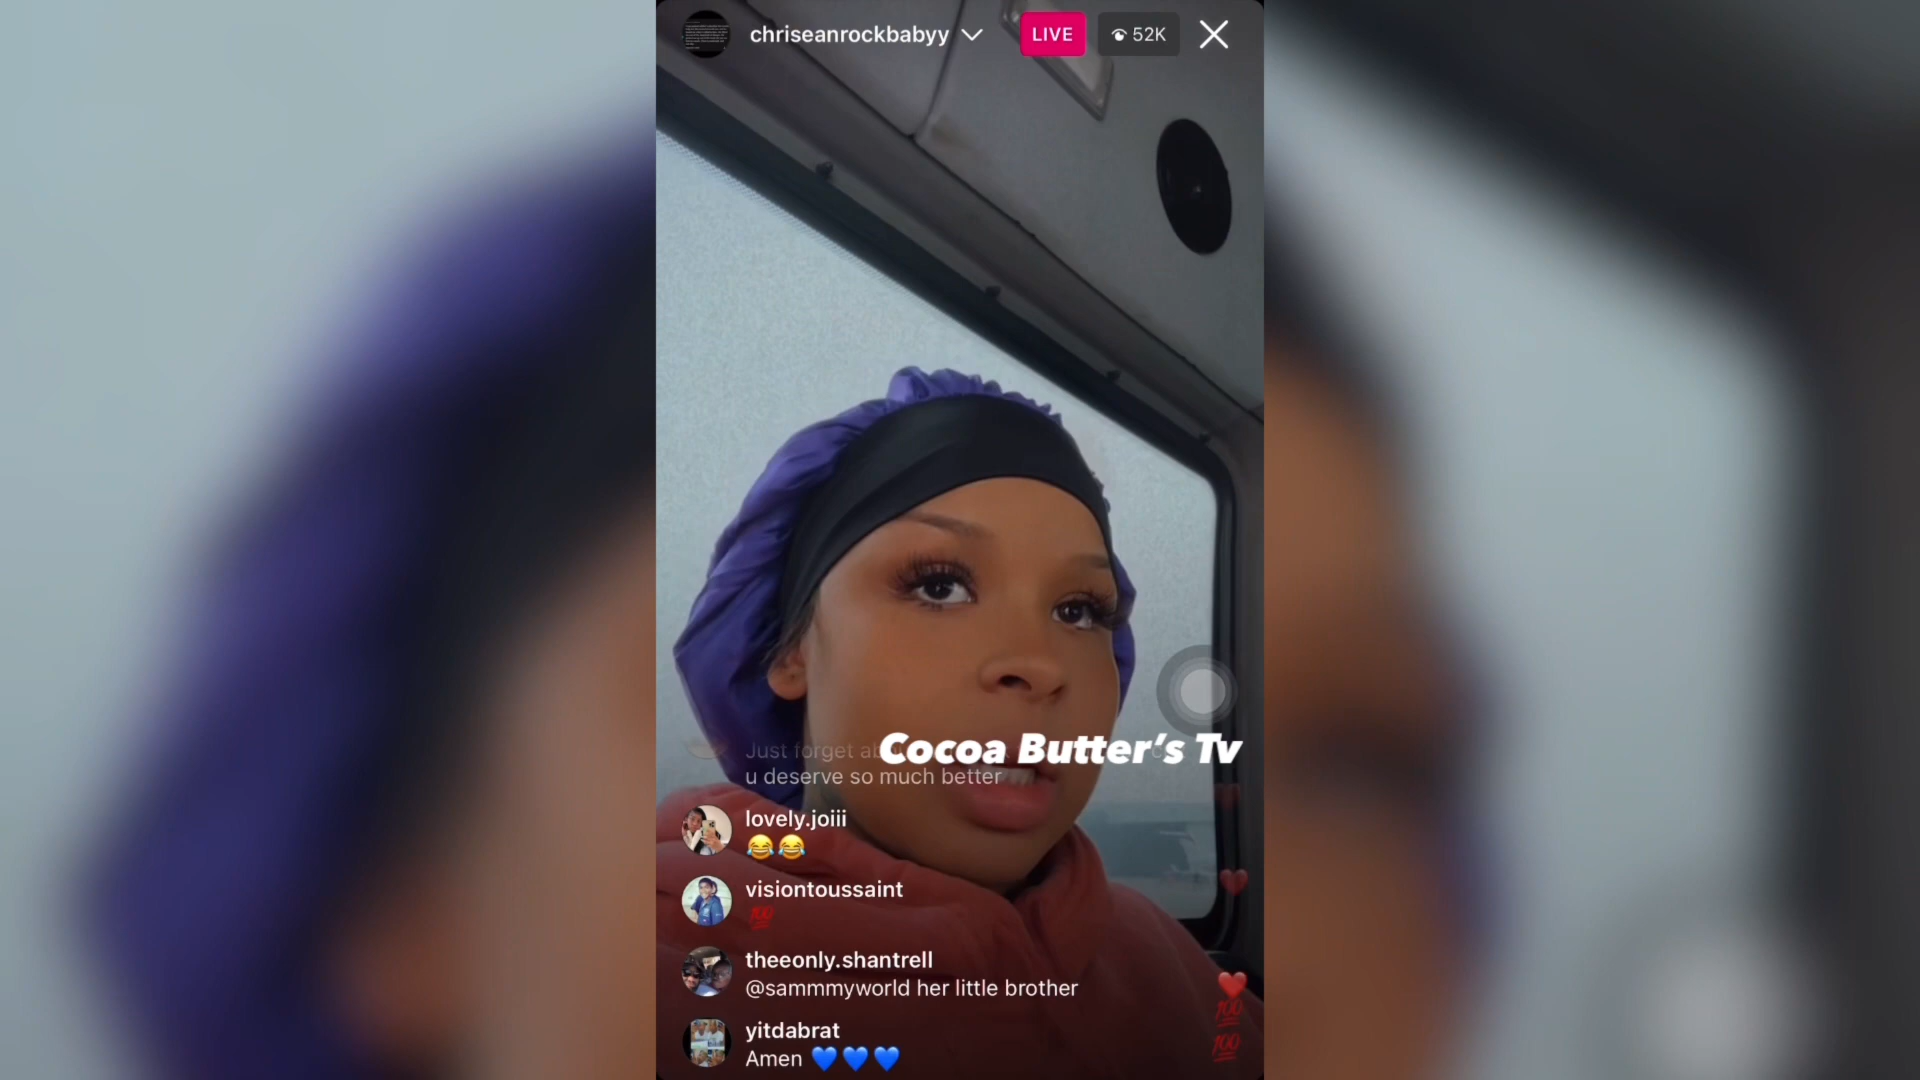 chriseanrockbabyy
LIVE
52K
Just forget
Cocoa Butter's Tv
u deserve so much better
lovely.joiii
😂😂
visiontoussaint
💯
theeonly.shantrell
@sammmyworld her little brother
yitdabrat
Amen 💙💙💙